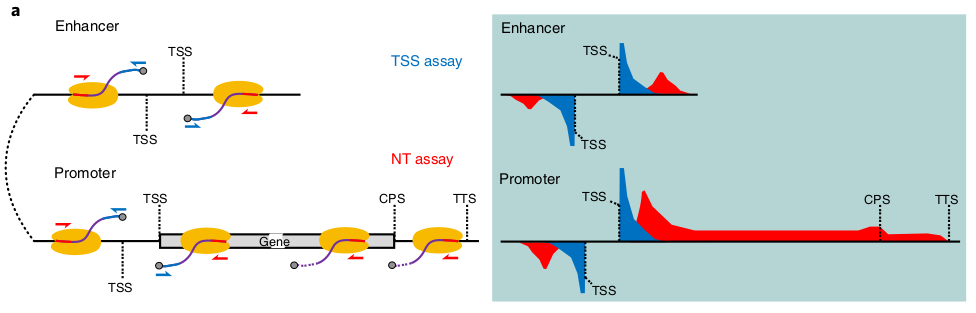 a
Enhancer
TSS
TSS assay
TSS
NT assay
Promoter
TSS
CPS
TTS
Gene
TSS
Enhancer
TSS
TSS
Promoter
TSS
CPS
TTS
TSS